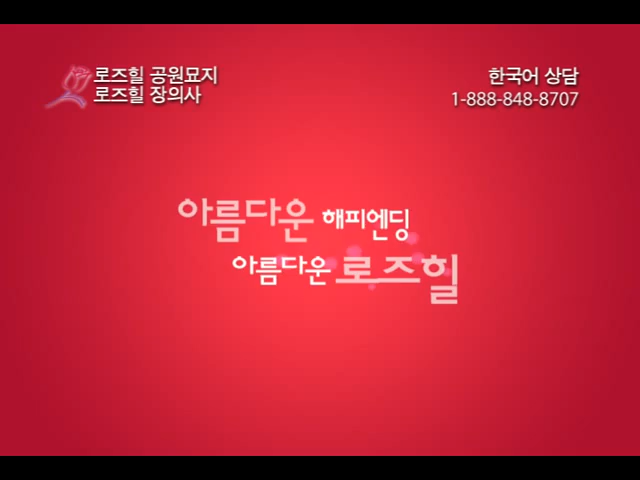 로즈힐 공원묘지
로즈힐 장의사
한국어 상담
1-888-848-8707
아름다운 해피엔딩
아름다운 로즈힐